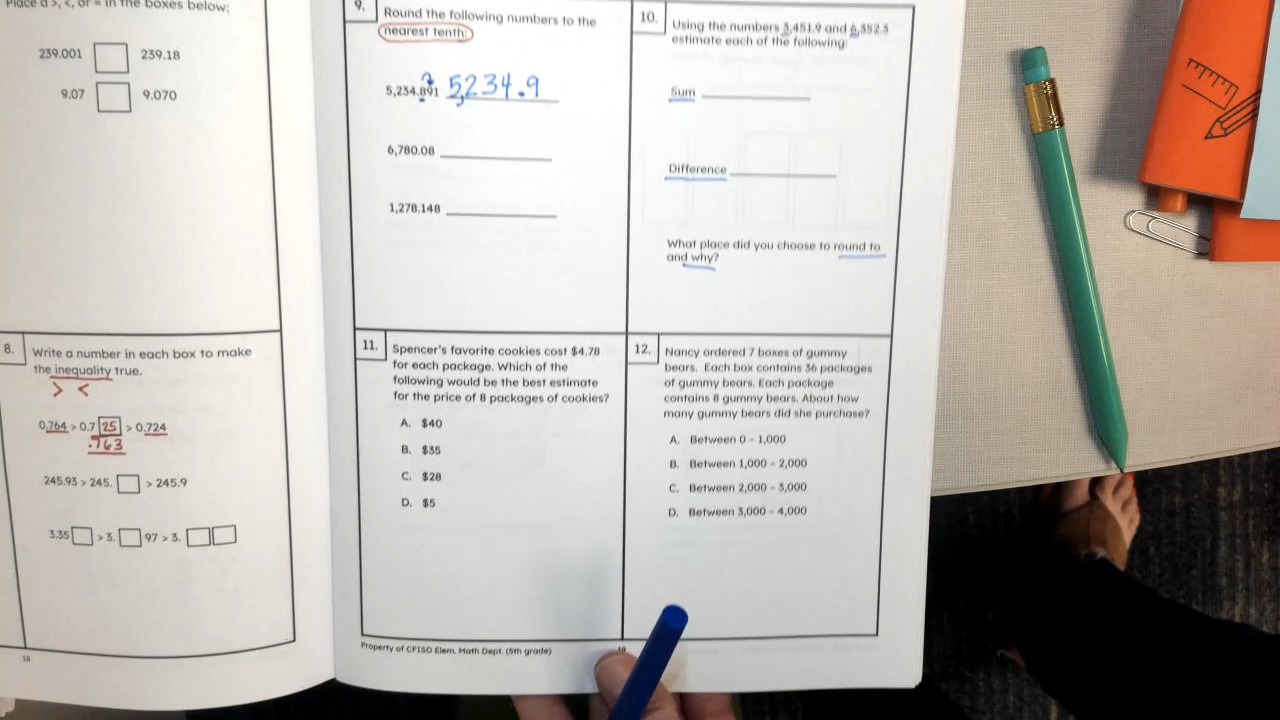 Place a >, <, or = in the boxes below:
239.001 239.18
9.07 9.070
8. Write a number in each box to make
the inequality true.
> <
0.764 > 0.7 25 > 0.724
.763
245.93 > 245. > 245.9
3.35 > 3. 97 > 3.
18
9. Round the following numbers to the
nearest tenth:
5,234.891 5,234.9
6,780.08
1,278.148
10. Using the numbers 3,451.9 and 6,352.3
estimate each of the following:
Sum
Difference
What place did you choose to round to
and why?
11. Spencer's favorite cookies cost $4.78
for each package. Which of the
following would be the best estimate
for the price of 8 packages of cookies?
A. $40
B. $35
C. $28
D. $5
12. Nancy ordered 7 boxes of gummy
bears. Each box contains 36 packages
of gummy bears. Each package
contains 8 gummy bears. About how
many gummy bears did she purchase?
A. Between 0 - 1,000
B. Between 1,000 - 2,000
C. Between 2,000 - 3,000
D. Between 3,000 - 4,000
Property of CFISD Elem. Math Dept. (5th grade)
19